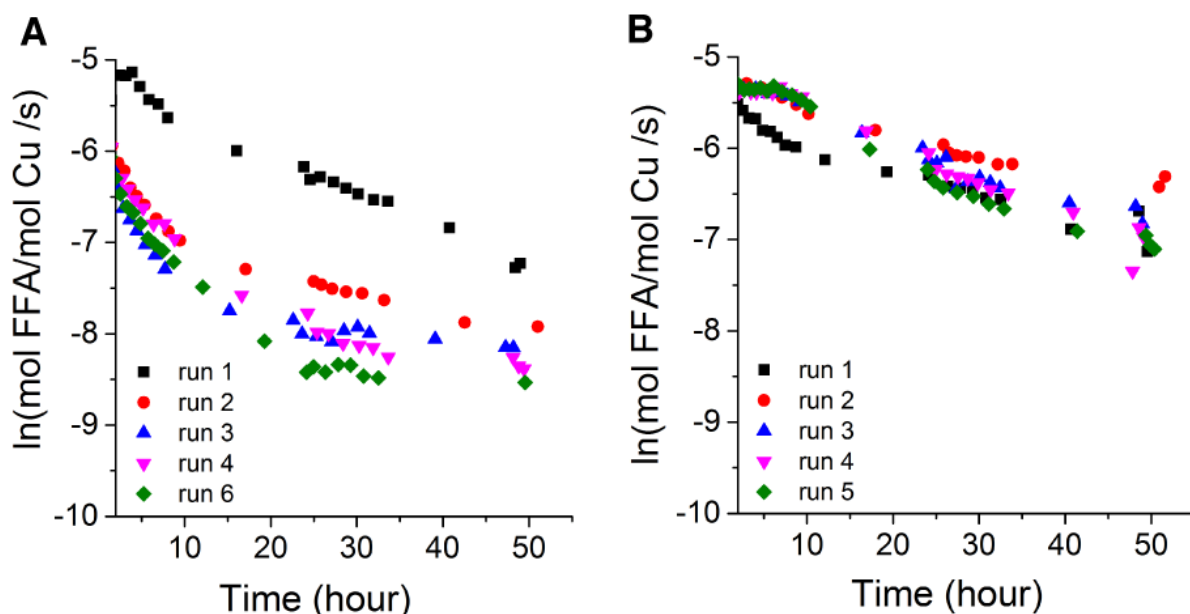 A
ln(mol FFA/mol Cu /s)
-5
-6
-7
-8
-9
-10
run 1
run 2
run 3
run 4
run 6
10 20 30 40 50
Time (hour)
B
ln(mol FFA/mol Cu /s)
-5
-6
-7
-8
-9
-10
run 1
run 2
run 3
run 4
run 5
10 20 30 40 50
Time (hour)